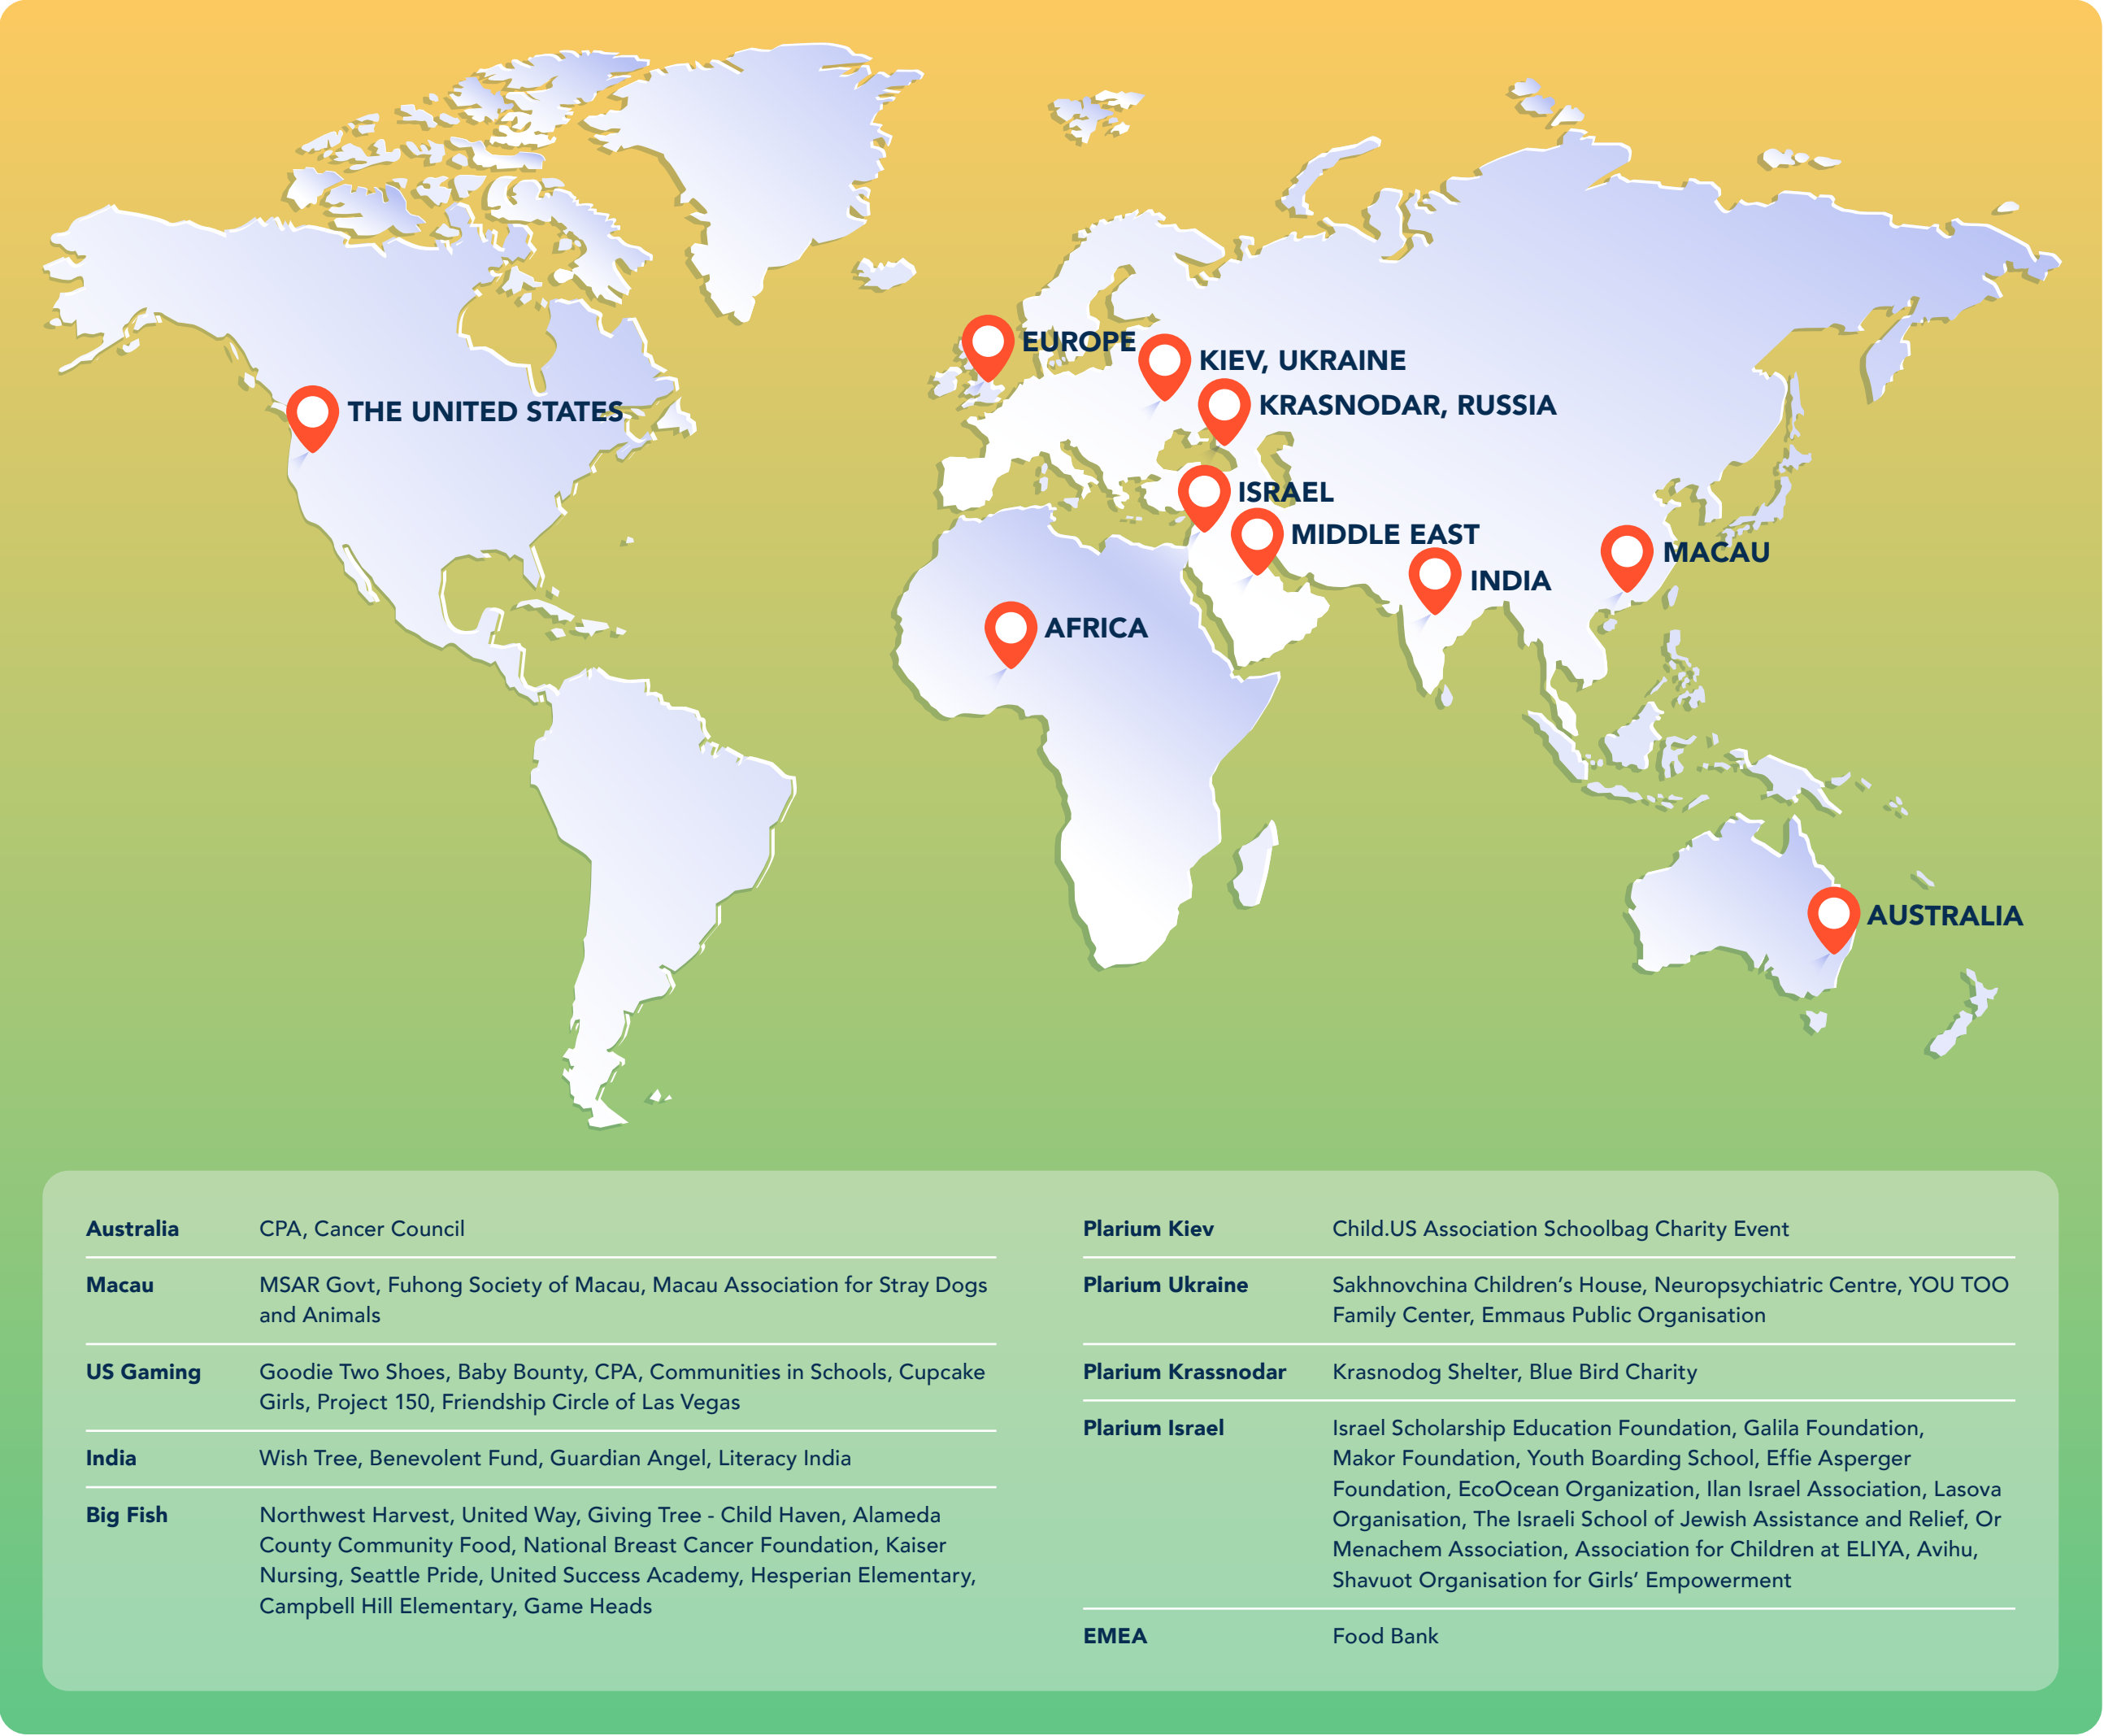 EUROPE
KIEV, UKRAINE
KRASNODAR, RUSSIA
THE UNITED STATES
ISRAEL
MIDDLE EAST
MACAU
INDIA
AFRICA
AUSTRALIA
Australia CPA, Cancer Council
Macau MSAR Govt, Fuhong Society of Macau, Macau Association for Stray Dogs
and Animals
US Gaming Goodie Two Shoes, Baby Bounty, CPA, Communities in Schools, Cupcake
Girls, Project 150, Friendship Circle of Las Vegas
India Wish Tree, Benevolent Fund, Guardian Angel, Literacy India
Big Fish Northwest Harvest, United Way, Giving Tree - Child Haven, Alameda
County Community Food, National Breast Cancer Foundation, Kaiser
Nursing, Seattle Pride, United Success Academy, Hesperian Elementary,
Campbell Hill Elementary, Game Heads
Plarium Kiev Child.US Association Schoolbag Charity Event
Plarium Ukraine Sakhnovchina Children’s House, Neuropsychiatric Centre, YOU TOO
Family Center, Emmaus Public Organisation
Plarium Krassnodar Krasnodog Shelter, Blue Bird Charity
Plarium Israel Israel Scholarship Education Foundation, Galila Foundation,
Makor Foundation, Youth Boarding School, Effie Asperger
Foundation, EcoOcean Organization, Ilan Israel Association, Lasova
Organisation, The Israeli School of Jewish Assistance and Relief, Or
Menachem Association, Association for Children at ELIYA, Avihu,
Shavuot Organisation for Girls’ Empowerment
EMEA Food Bank